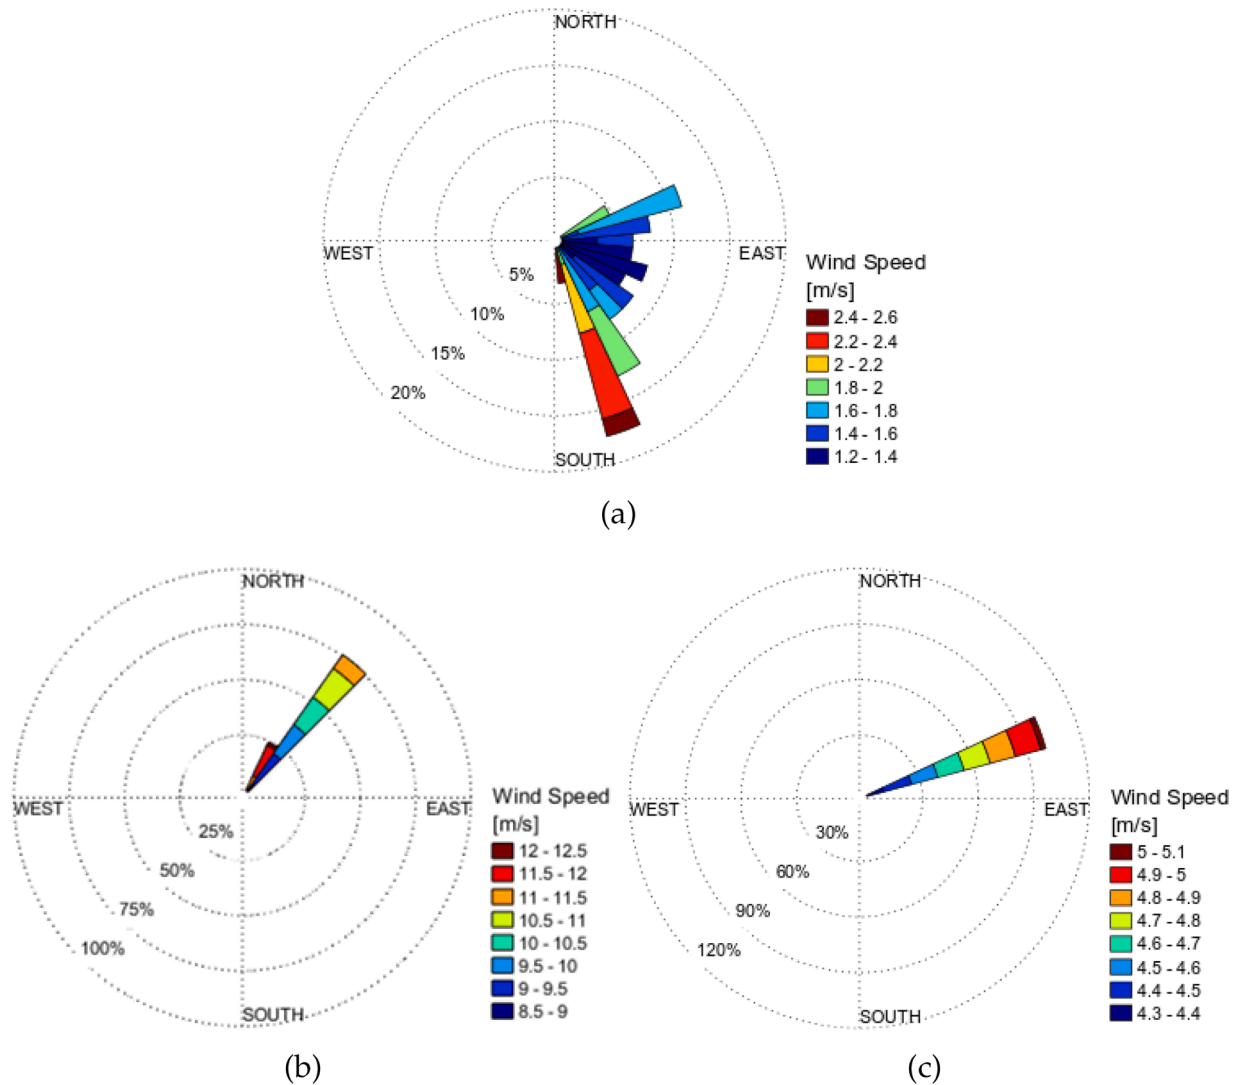 NORTH
WEST
EAST
5%
10%
15%
20%
SOUTH
Wind Speed
[m/s]
2.4 - 2.6
2.2 - 2.4
2 - 2.2
1.8 - 2
1.6 - 1.8
1.4 - 1.6
1.2 - 1.4
(a)
NORTH
WEST
EAST
25%
50%
75%
100%
SOUTH
Wind Speed
[m/s]
12 - 12.5
11.5 - 12
11 - 11.5
10.5 - 11
10 - 10.5
9.5 - 10
9 - 9.5
8.5 - 9
(b)
NORTH
WEST
EAST
30%
60%
90%
120%
SOUTH
Wind Speed
[m/s]
5 - 5.1
4.9 - 5
4.8 - 4.9
4.7 - 4.8
4.6 - 4.7
4.5 - 4.6
4.4 - 4.5
4.3 - 4.4
(c)